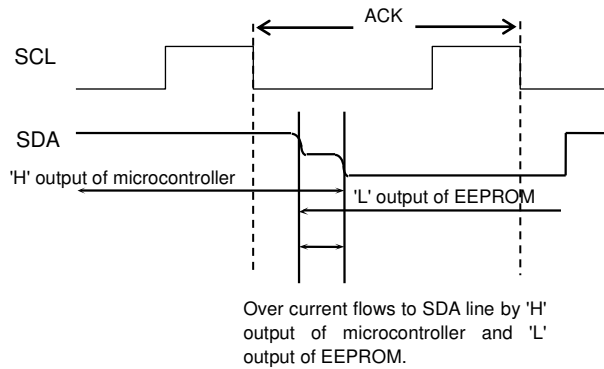 ACK
SCL
SDA
'H' output of microcontroller
'L' output of EEPROM
Over current flows to SDA line by 'H'
output of microcontroller and 'L'
output of EEPROM.